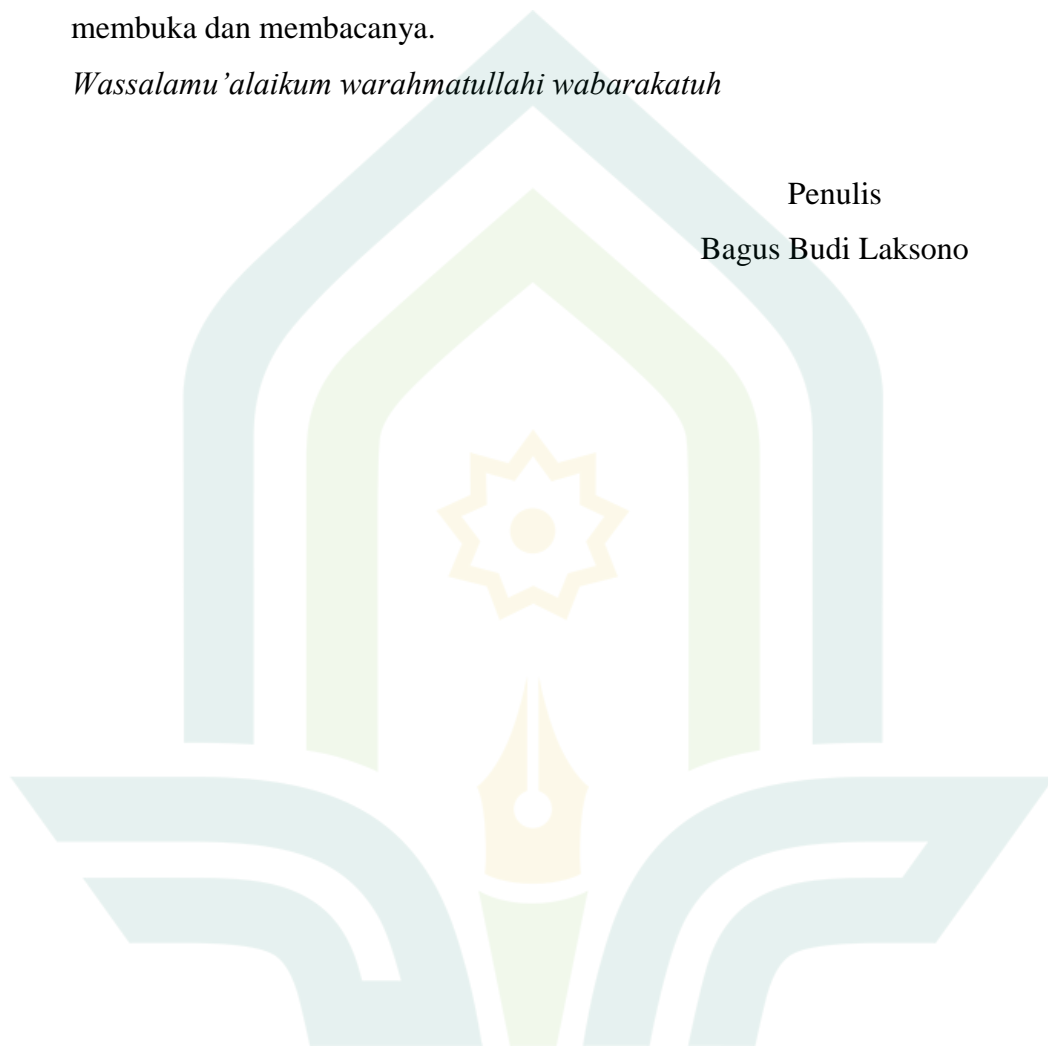 membuka dan membacanya.
Wassalamu’alaikum warahmatullahi wabarakatuh
Penulis
Bagus Budi Laksono